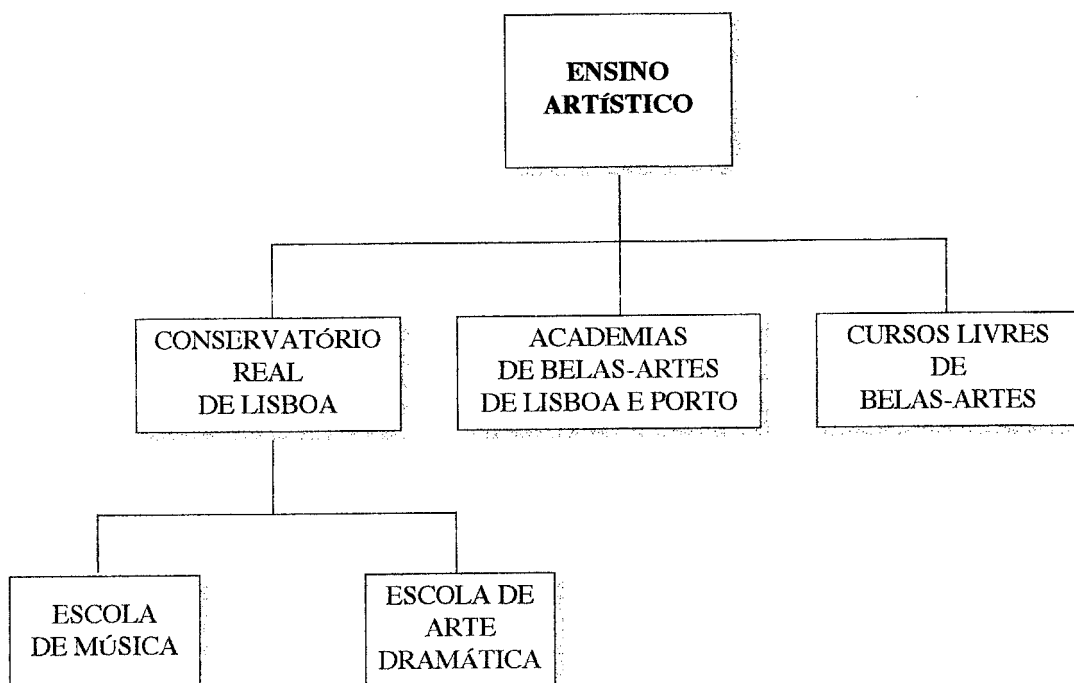 ENSINO
ARTÍSTICO
CONSERVATÓRIO
REAL
DE LISBOA
ACADEMIAS
DE BELAS-ARTES
DE LISBOA E PORTO
CURSOS LIVRES
DE
BELAS-ARTES
ESCOLA
DE MÚSICA
ESCOLA DE
ARTE
DRAMÁTICA